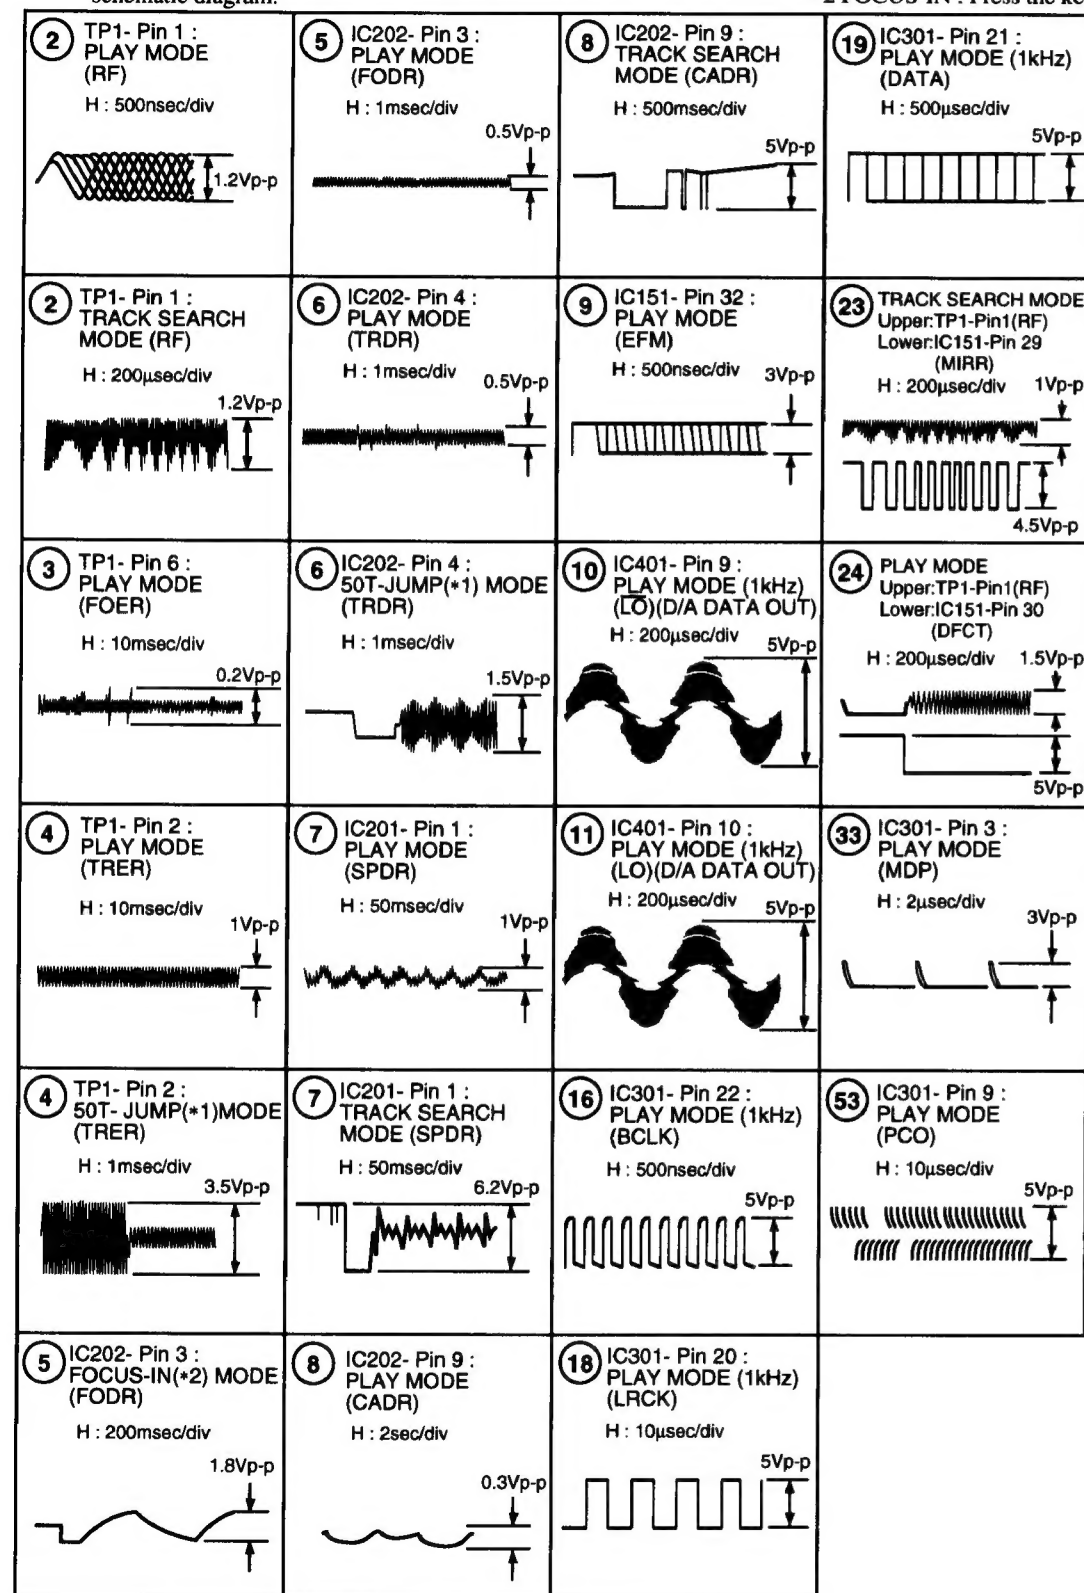 schematic diagram.
2 FOCUS-IN : Press the
2 TP1- Pin 1 :
PLAY MODE
(RF)
H : 500nsec/div
1.2Vp-p
5 IC202- Pin 3 :
PLAY MODE
(FODR)
H : 1msec/div
0.5Vp-p
8 IC202- Pin 9 :
TRACK SEARCH
MODE (CADR)
H : 500msec/div
5Vp-p
19 IC301- Pin 21 :
PLAY MODE (1kHz)
(DATA)
H : 500µsec/div
5Vp-p
2 TP1- Pin 1 :
TRACK SEARCH
MODE (RF)
H : 200µsec/div
1.2Vp-p
6 IC202- Pin 4 :
PLAY MODE
(TRDR)
H : 1msec/div
0.5Vp-p
9 IC151- Pin 32 :
PLAY MODE
(EFM)
H : 500nsec/div
3Vp-p
23 TRACK SEARCH MODE
Upper:TP1-Pin1(RF)
Lower:IC151-Pin 29
(MIRR)
H : 200µsec/div
1Vp-p
4.5Vp-p
3 TP1- Pin 6 :
PLAY MODE
(FOER)
H : 10msec/div
0.2Vp-p
6 IC202- Pin 4 :
50T-JUMP(*1) MODE
(TRDR)
H : 1msec/div
1.5Vp-p
10 IC401- Pin 9 :
PLAY MODE (1kHz)
(L̅O̅)(D/A DATA OUT)
H : 200µsec/div
5Vp-p
24 PLAY MODE
Upper:TP1-Pin1(RF)
Lower:IC151-Pin 30
(DFCT)
H : 200µsec/div
1.5Vp-p
5Vp-p
4 TP1- Pin 2 :
PLAY MODE
(TRER)
H : 10msec/div
1Vp-p
7 IC201- Pin 1 :
PLAY MODE
(SPDR)
H : 50msec/div
1Vp-p
11 IC401- Pin 10 :
PLAY MODE (1kHz)
(LO)(D/A DATA OUT)
H : 200µsec/div
5Vp-p
33 IC301- Pin 3 :
PLAY MODE
(MDP)
H : 2µsec/div
3Vp-p
4 TP1- Pin 2 :
50T- JUMP(*1)MODE
(TRER)
H : 1msec/div
3.5Vp-p
7 IC201- Pin 1 :
TRACK SEARCH
MODE (SPDR)
H : 50msec/div
6.2Vp-p
16 IC301- Pin 22 :
PLAY MODE (1kHz)
(BCLK)
H : 500nsec/div
5Vp-p
53 IC301- Pin 9 :
PLAY MODE
(PCO)
H : 10µsec/div
5Vp-p
5 IC202- Pin 3 :
FOCUS-IN(*2) MODE
(FODR)
H : 200msec/div
1.8Vp-p
8 IC202- Pin 9 :
PLAY MODE
(CADR)
H : 2sec/div
0.3Vp-p
18 IC301- Pin 20 :
PLAY MODE (1kHz)
(LRCK)
H : 10µsec/div
5Vp-p